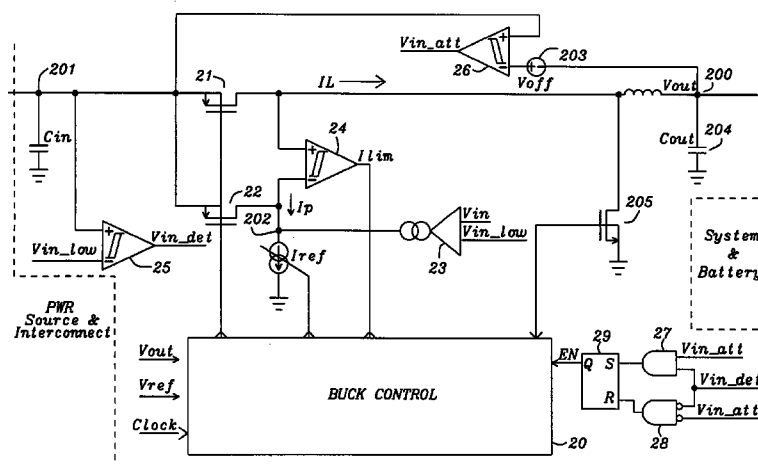 203
Vin_att
26
Voff
201
21
IL
Vout
200
Cin
24
Ilim
Cout
204
22
Ip
202
205
Vin
Vin_low
23
Vin_low
Vin_det
25
Iref
System
&
Battery
PWR
Source &
Interconnect
Vout
Vref
Clock
BUCK CONTROL
20
EN
29
Q
S
R
27
Vin_att
Vin_det
Vin_att
28